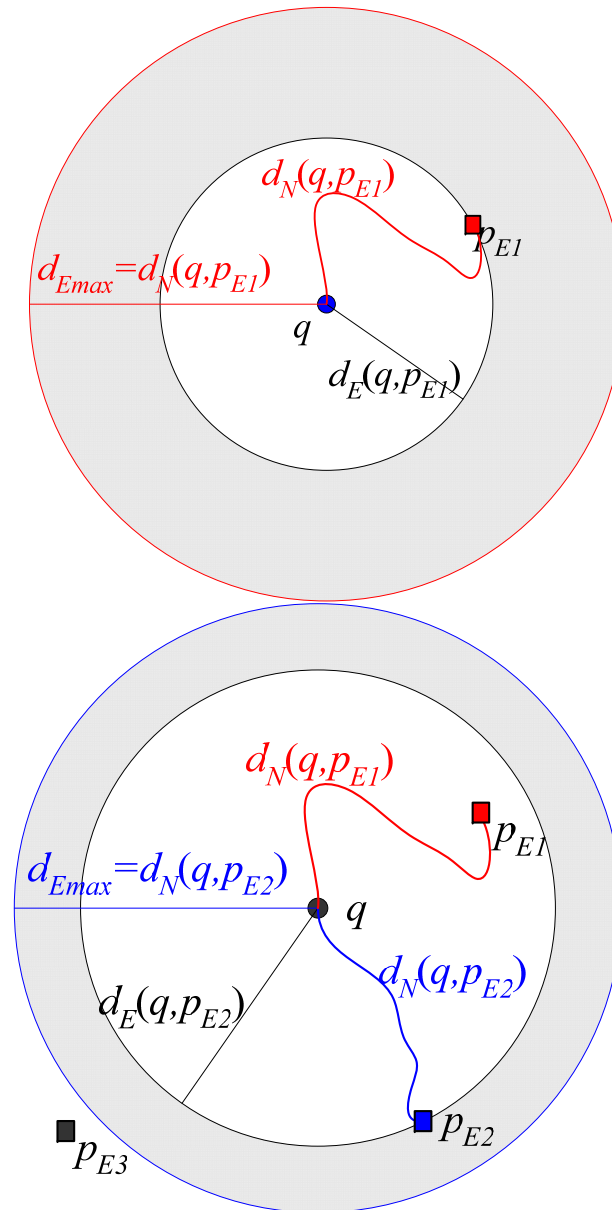 d_N(q,p_E1)
p_E1
d_Emax=d_N(q,p_E1)
q
d_E(q,p_E1)
d_N(q,p_E1)
p_E1
d_Emax=d_N(q,p_E2)
q
d_N(q,p_E2)
d_E(q,p_E2)
p_E2
p_E3